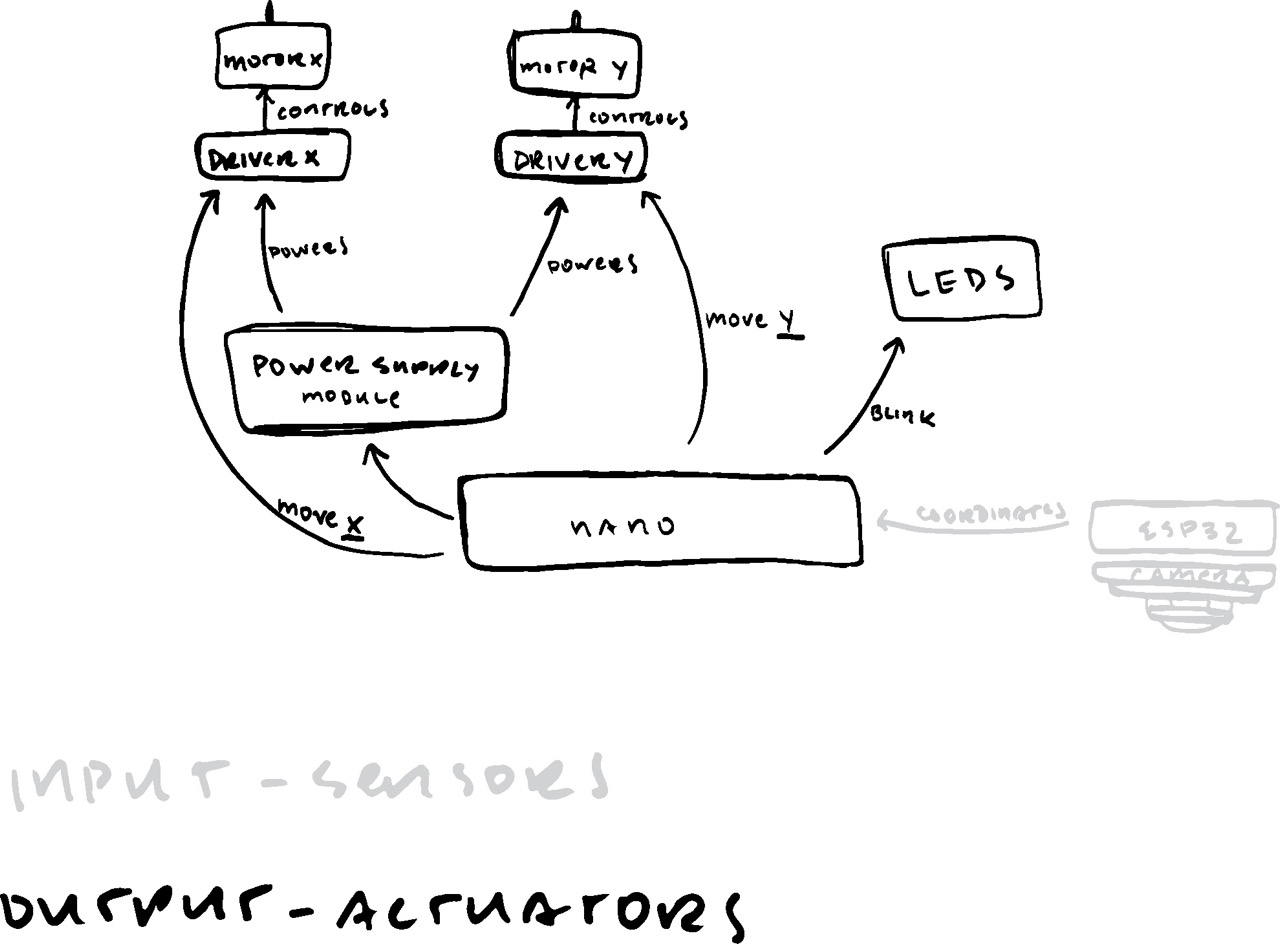 MOTOR X
MOTOR Y
CONTROLS
CONTROLS
DRIVER X
DRIVER Y
POWERS
POWERS
LEDS
MOVE Y
POWER SUPPLY
MODULE
BLINK
MOVE X
NANO
COORDINATES
ESP32
CAMERA
INPUT - SENSORS
OUTPUT - ACTUATORS